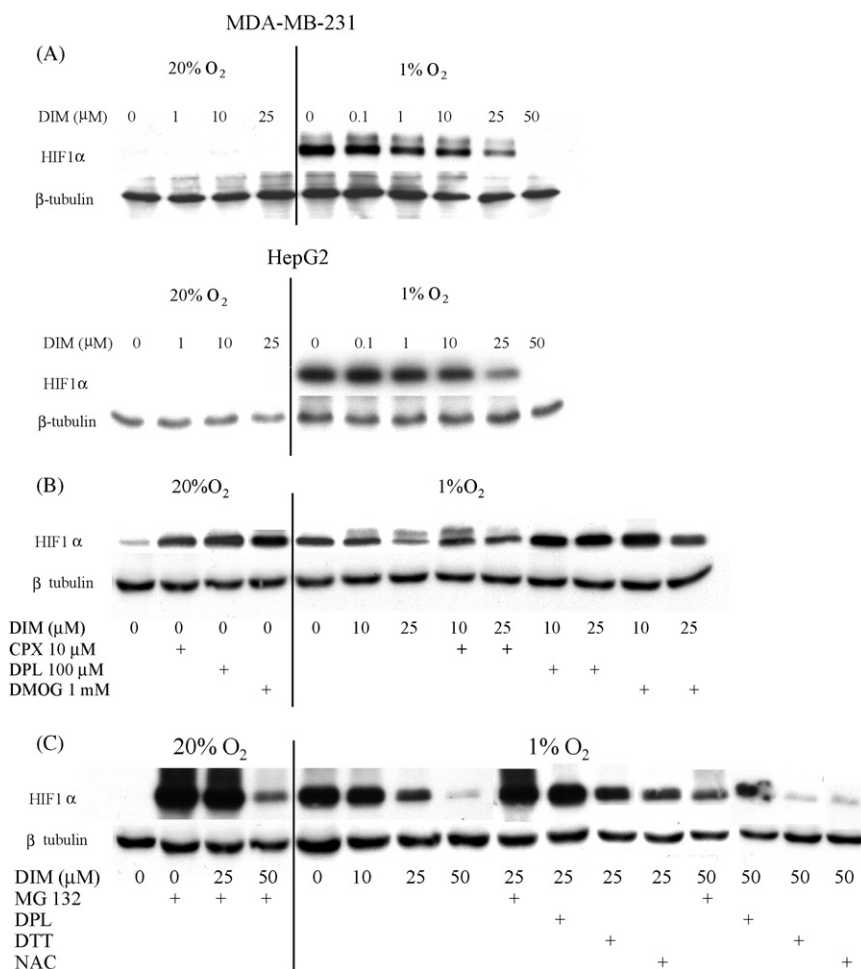 MDA-MB-231
(A)
20% O2 1% O2
DIM (μM) 0 1 10 25 0 0.1 1 10 25 50
HIF1α
β-tubulin
HepG2
20% O2 1% O2
DIM (μM) 0 1 10 25 0 0.1 1 10 25 50
HIF1α
β-tubulin
(B)
20%O2 1%O2
HIF1 α
β tubulin
DIM (μM) 0 0 0 0 0 10 25 10 25 10 25 10 25
CPX 10 μM + + +
DPL 100 μM + + +
DMOG 1 mM + + +
(C)
20% O2 1% O2
HIF1 α
β tubulin
DIM (μM) 0 0 25 50 0 10 25 50 25 25 25 25 50 50 50 50
MG 132 + + + + +
DPL + +
DTT + +
NAC + +